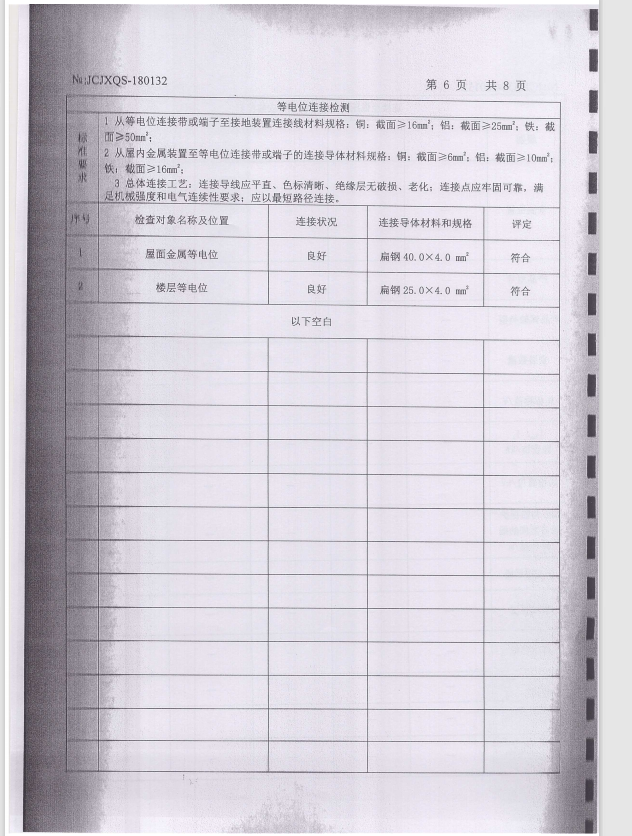 №:JCJXQS-180132
第 6 页 共 8 页
等电位连接检测
标准要求
1 从等电位连接带或端子至接地装置连接线材料规格：铜：截面≥16mm²；铝：截面≥25mm²；铁：截
面≥50mm²；
2 从屋内金属装置至等电位连接带或端子的连接导体材料规格：铜：截面≥6mm²；铝：截面≥10mm²；
铁：截面≥16mm²；
3 总体连接工艺：连接导线应平直、色标清晰、绝缘层无破损、老化；连接点应牢固可靠，满
足机械强度和电气连续性要求；应以最短路径连接。
序号 检查对象名称及位置 连接状况 连接导体材料和规格 评定
1 屋面金属等电位 良好 扁钢 40.0×4.0 mm² 符合
2 楼层等电位 良好 扁钢 25.0×4.0 mm² 符合
以下空白